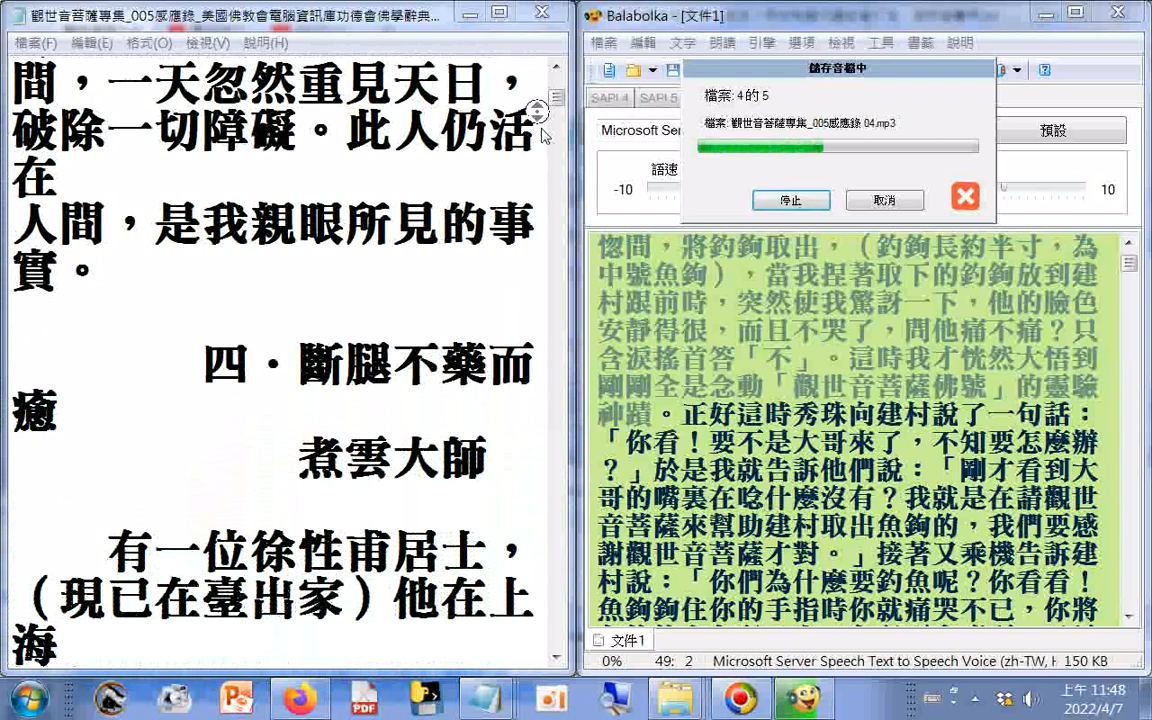 觀世音菩薩專集_005感應錄_美國佛教會電腦資訊庫功德會佛學辭典...
檔案(F) 編輯(E) 格式(O) 檢視(V) 說明(H)
間，一天忽然重見天日，
破除一切障礙。此人仍活
在
人間，是我親眼所見的事
實。
四．斷腿不藥而
癒
煮雲大師
有一位徐性甫居士，
（現已在臺出家）他在上
海
Balabolka - [文件1]
檔案 編輯 文字 朗讀 引擎 選項 檢視 工具 書籤 說明
SAPI 4 SAPI 5
Microsoft Ser
預設
語速
-10
10
儲存音檔中
檔案: 4 的 5
檔案: 觀世音菩薩專集_005感應錄 04.mp3
停止 取消
惚間，將釣鉤取出，（釣鉤長約半寸，為
中號魚鉤），當我捏著取下的釣鉤放到建
村跟前時，突然使我驚訝一下，他的臉色
安靜得很，而且不哭了，問他痛不痛？只
含淚搖首答「不」。這時我才恍然大悟到
剛剛全是念動「觀世音菩薩佛號」的靈驗
神蹟。正好這時秀珠向建村說了一句話：
「你看！要不是大哥來了，不知要怎麼辦
？」於是我就告訴他們說：「剛才看到大
哥的嘴裏在唸什麼沒有？我就是在請觀世
音菩薩來幫助建村取出魚鉤的，我們要感
謝觀世音菩薩才對。」接著又乘機告訴建
村說：「你們為什麼要釣魚呢？你看看！
魚鉤鉤住你的手指時你就痛哭不已，你將
文件1
0% 49: 2 Microsoft Server Speech Text to Speech Voice (zh-TW, H 150 KB
上午 11:48
2022/4/7